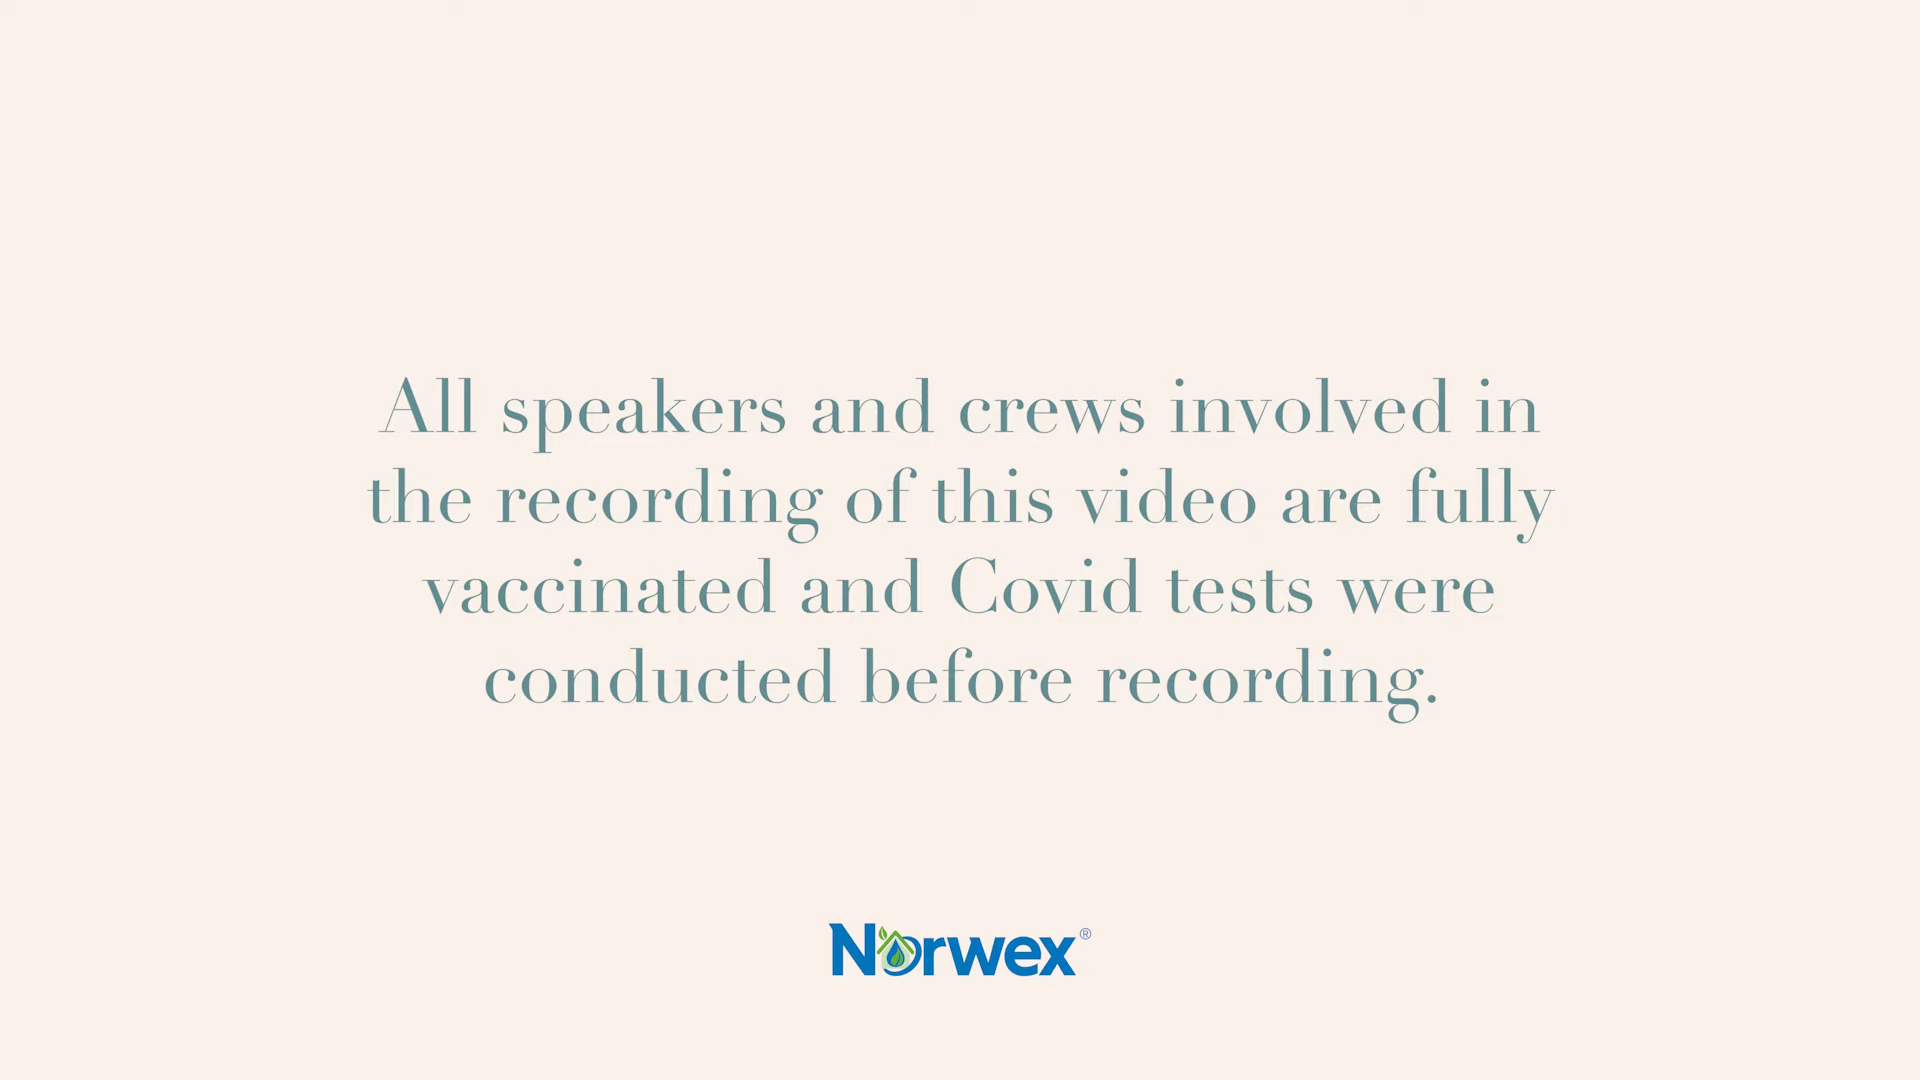 All speakers and crews involved in
the recording of this video are fully
vaccinated and Covid tests were
conducted before recording.
Norwex®